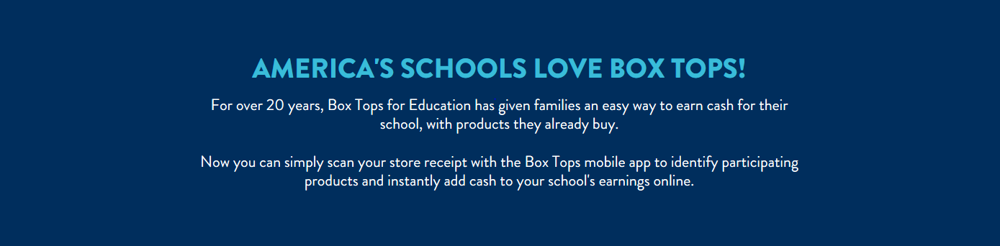 AMERICA'S SCHOOLS LOVE BOX TOPS!
For over 20 years, Box Tops for Education has given families an easy way to earn cash for their
school, with products they already buy.
Now you can simply scan your store receipt with the Box Tops mobile app to identify participating
products and instantly add cash to your school's earnings online.